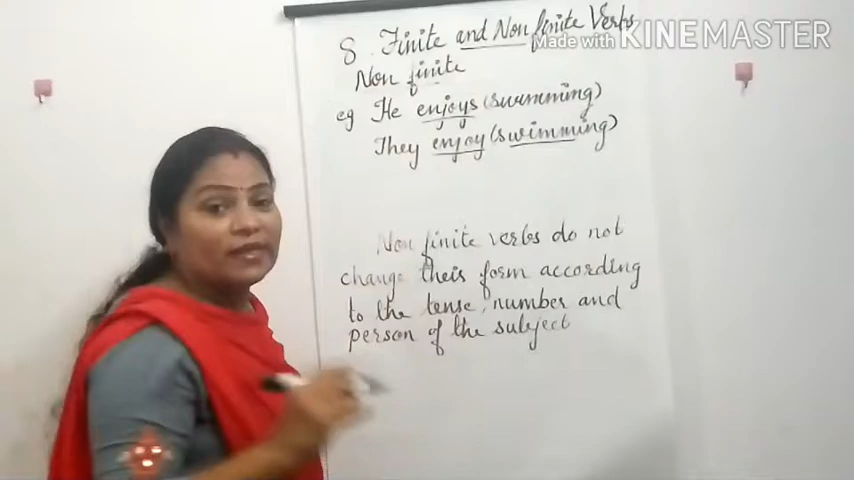 8 Finite and Non finite Verbs
Made with KINEMASTER
Non finite
eg He enjoys (swimming)
They enjoy (swimming)
Non finite verbs do not
change their form according
to the tense, number and
person of the subject